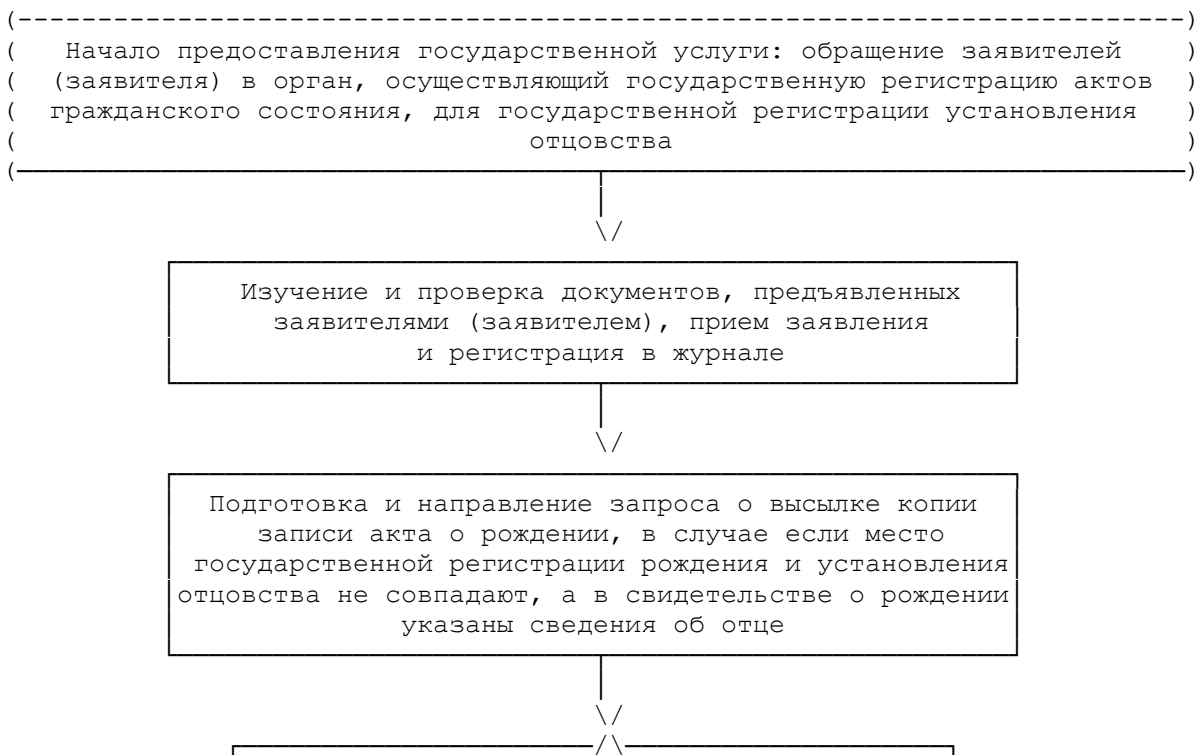 Начало предоставления государственной услуги: обращение заявителей
(заявителя) в орган, осуществляющий государственную регистрацию актов
гражданского состояния, для государственной регистрации установления
отцовства
Изучение и проверка документов, предъявленных
заявителями (заявителем), прием заявления
и регистрация в журнале
Подготовка и направление запроса о высылке копии
записи акта о рождении, в случае если место
государственной регистрации рождения и установления
отцовства не совпадают, а в свидетельстве о рождении
указаны сведения об отце